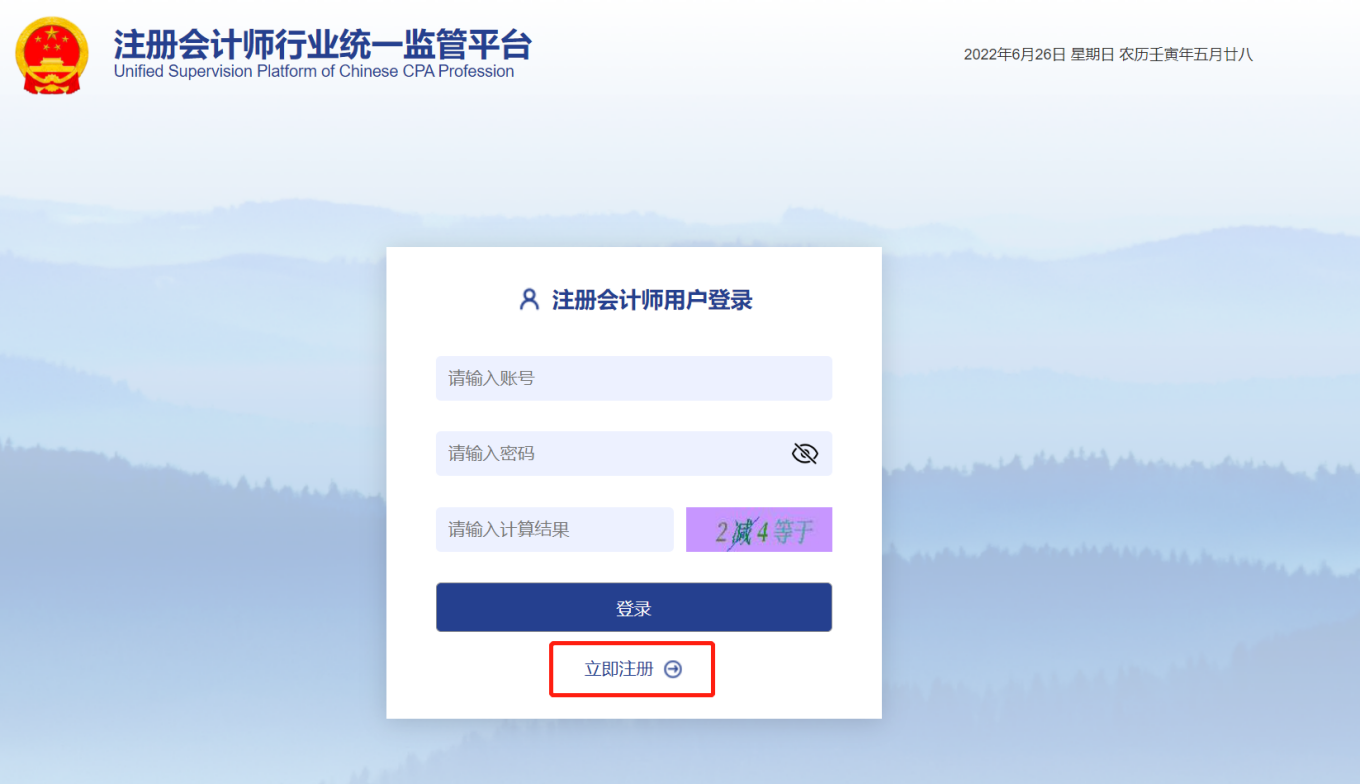 注册会计师行业统一监管平台
Unified Supervision Platform of Chinese CPA Profession
2022年6月26日 星期日 农历壬寅年五月廿八
注册会计师用户登录
请输入账号
请输入密码
请输入计算结果
2减4等于
登录
立即注册